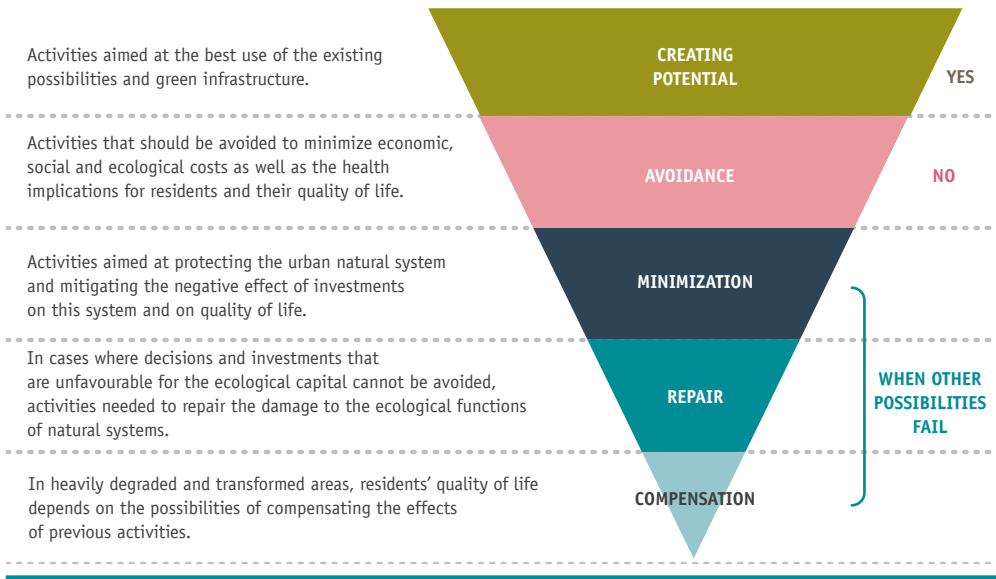 Activities aimed at the best use of the existing
possibilities and green infrastructure.
CREATING
POTENTIAL
YES
Activities that should be avoided to minimize economic,
social and ecological costs as well as the health
implications for residents and their quality of life.
AVOIDANCE
NO
Activities aimed at protecting the urban natural system
and mitigating the negative effect of investments
on this system and on quality of life.
MINIMIZATION
In cases where decisions and investments that
are unfavourable for the ecological capital cannot be avoided,
activities needed to repair the damage to the ecological functions
of natural systems.
REPAIR
WHEN OTHER
POSSIBILITIES
FAIL
In heavily degraded and transformed areas, residents’ quality of life
depends on the possibilities of compensating the effects
of previous activities.
COMPENSATION